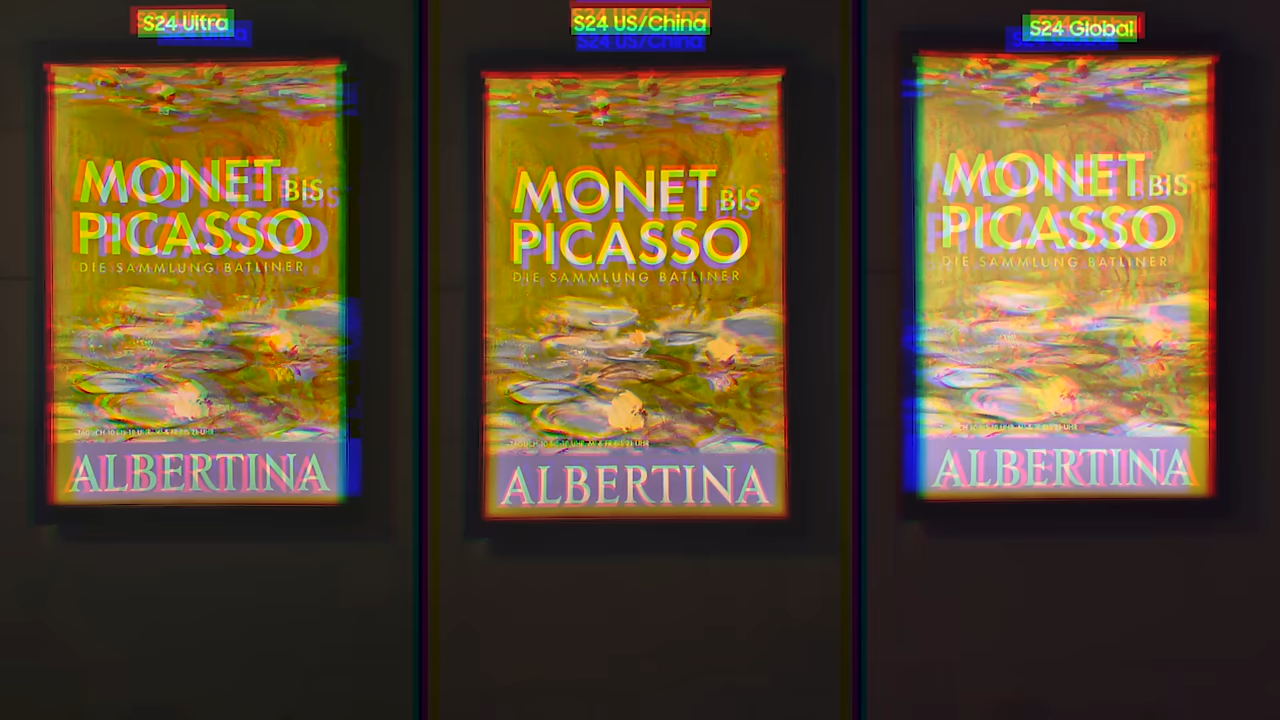 S24 Ultra
MONET BIS
PICASSO
DIE SAMMLUNG BATLINER
ALBERTINA
S24 US/China
MONET BIS
PICASSO
DIE SAMMLUNG BATLINER
ALBERTINA
S24 Global
MONET BIS
PICASSO
DIE SAMMLUNG BATLINER
ALBERTINA